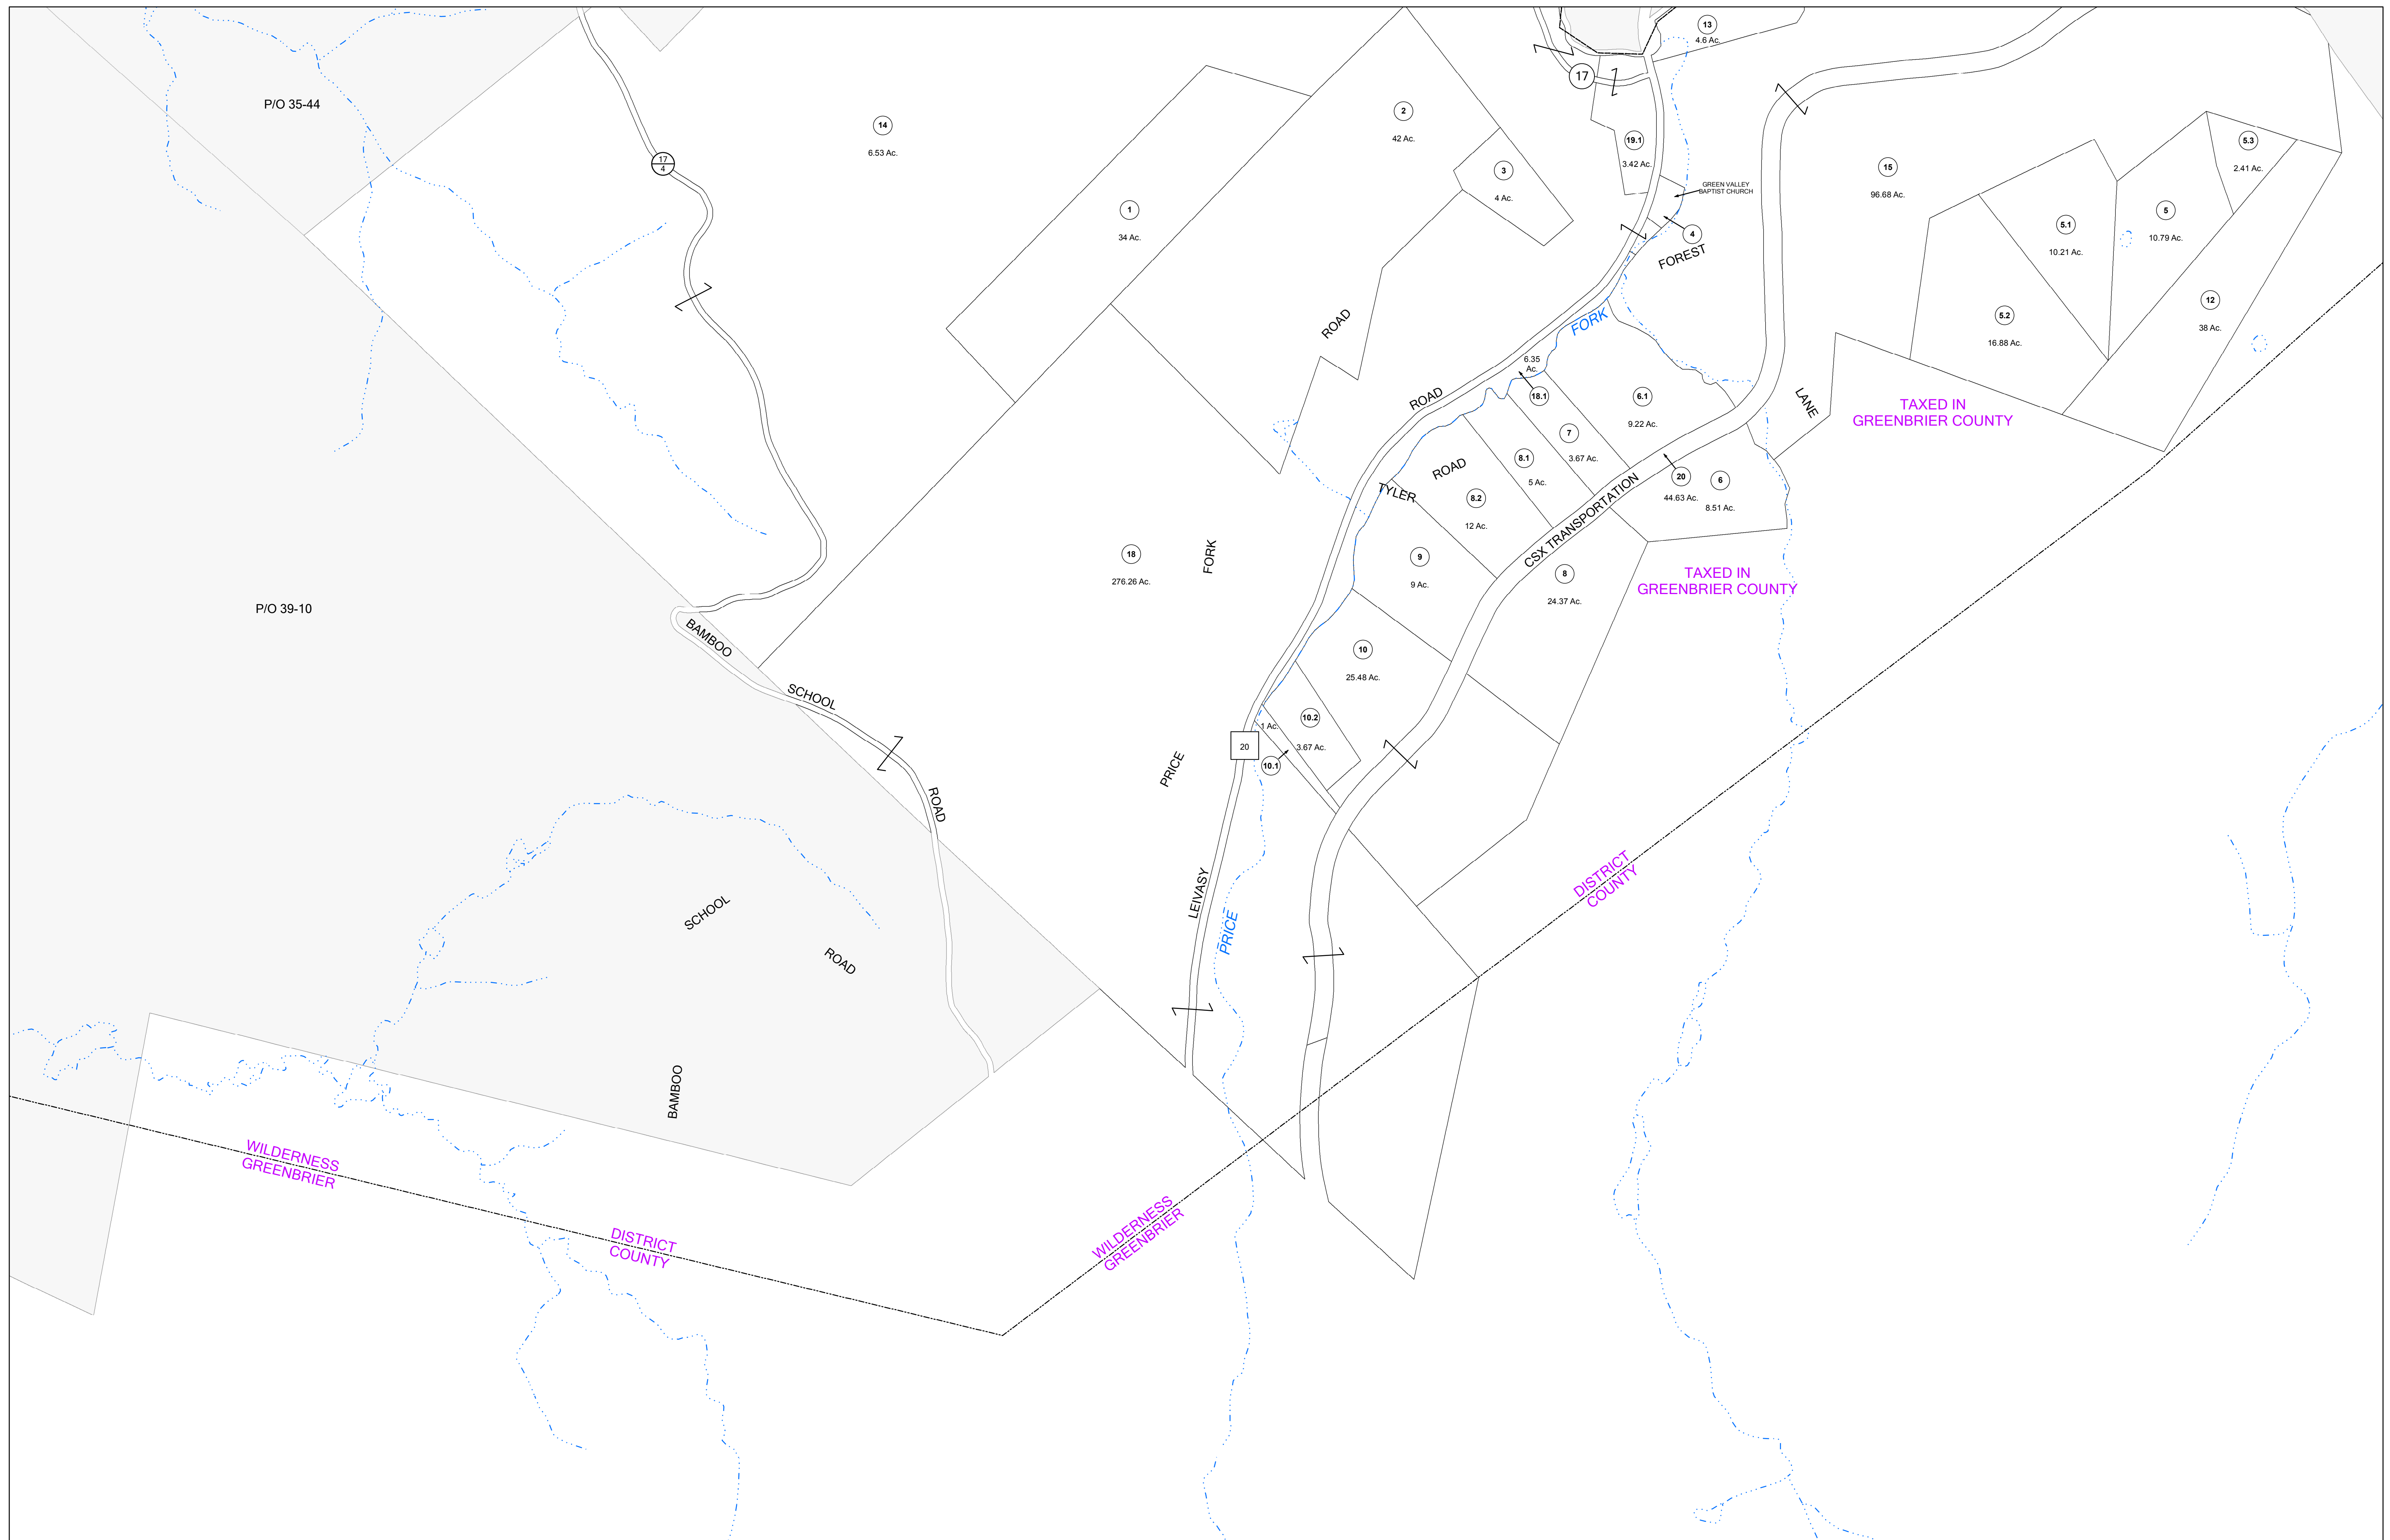 13
4.6 Ac.
17
P/O 35-44
14
6.53 Ac.
2
42 Ac.
19.1
3.42 Ac.
17
4
3
4 Ac.
GREEN VALLEY
BAPTIST CHURCH
15
96.68 Ac.
5.3
2.41 Ac.
1
34 Ac.
4
FOREST
5.1
10.21 Ac.
5
10.79 Ac.
12
38 Ac.
5.2
16.88 Ac.
ROAD
FORK
6.35
Ac.
18.1
6.1
9.22 Ac.
LANE
TAXED IN
GREENBRIER COUNTY
ROAD
7
3.67 Ac.
8.1
5 Ac.
ROAD
TYLER
8.2
12 Ac.
20
44.63 Ac.
6
8.51 Ac.
CSX TRANSPORTATION
18
276.26 Ac.
FORK
9
9 Ac.
8
24.37 Ac.
TAXED IN
GREENBRIER COUNTY
P/O 39-10
BAMBOO
SCHOOL
ROAD
10
25.48 Ac.
10.2
3.67 Ac.
1 Ac.
20
10.1
PRICE
LEIVASY
PRICE
DISTRICT
COUNTY
SCHOOL
ROAD
BAMBOO
WILDERNESS
GREENBRIER
DISTRICT
COUNTY
WILDERNESS
GREENBRIER